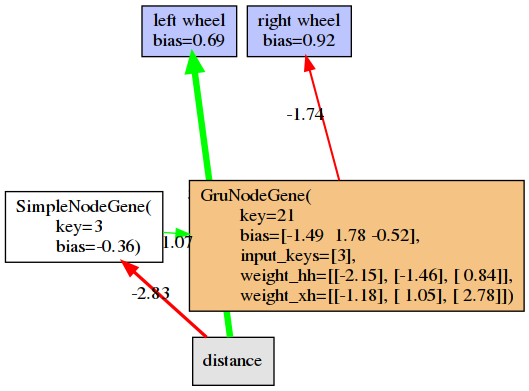 left wheel
bias=0.69
right wheel
bias=0.92
-1.74
SimpleNodeGene(
key=3
bias=-0.36)
1.07
GruNodeGene(
key=21
bias=[-1.49 1.78 -0.52],
input_keys=[3],
weight_hh=[[-2.15], [-1.46], [ 0.84]],
weight_xh=[[-1.18], [ 1.05], [ 2.78]])
-2.83
distance